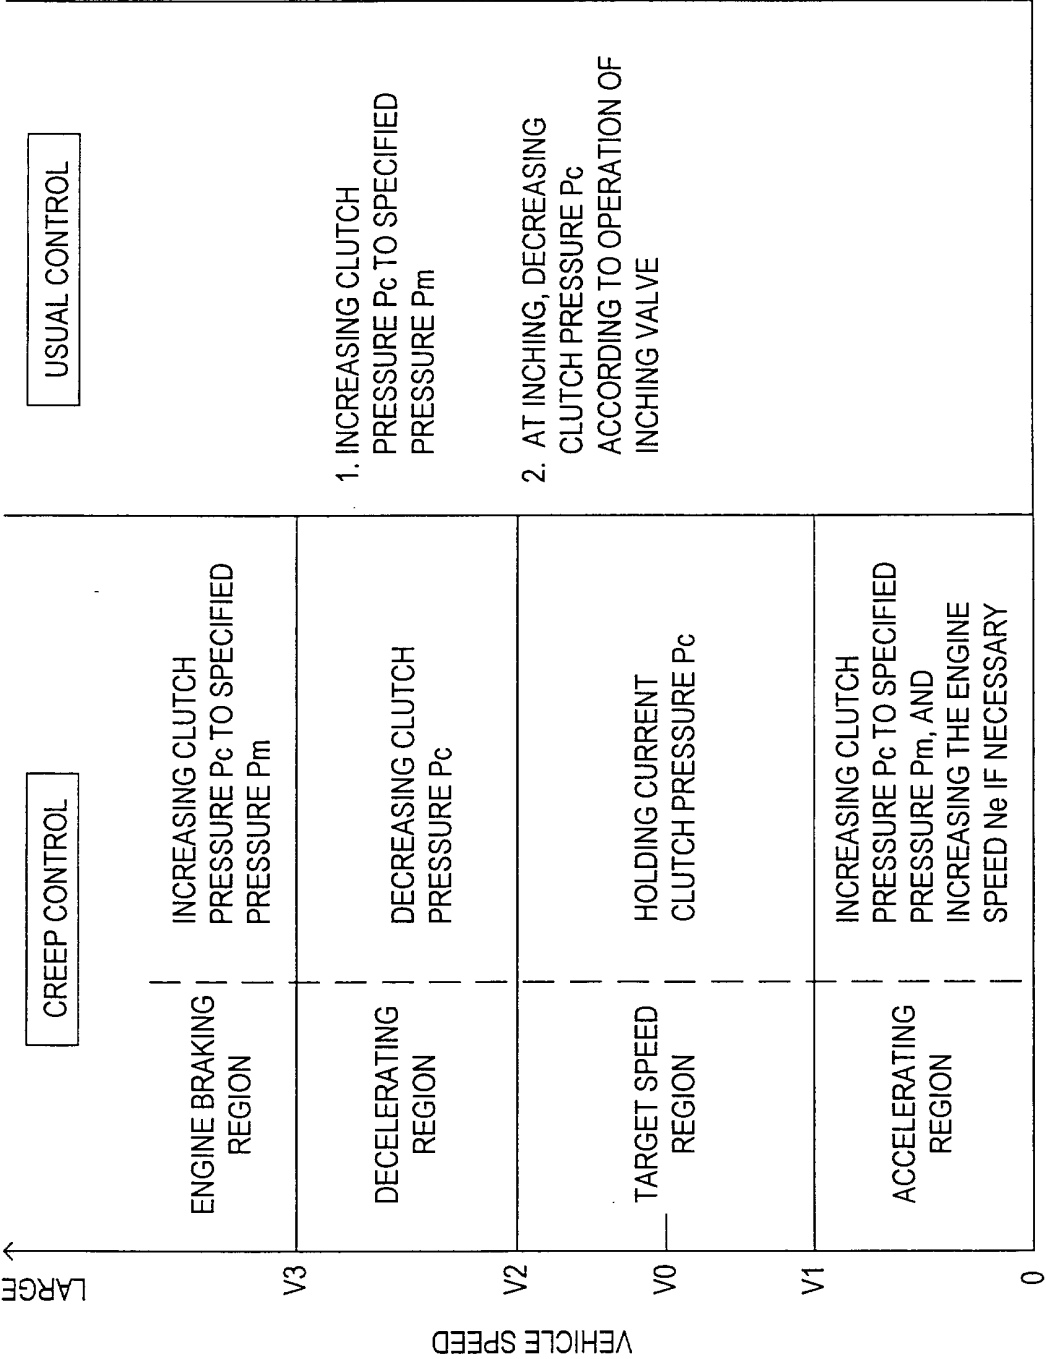 CREEP CONTROL
USUAL CONTROL
VEHICLE SPEED
LARGE
V3
V2
V0
V1
0
ENGINE BRAKING
REGION
INCREASING CLUTCH
PRESSURE Pc TO SPECIFIED
PRESSURE Pm
DECELERATING
REGION
DECREASING CLUTCH
PRESSURE Pc
TARGET SPEED
REGION
HOLDING CURRENT
CLUTCH PRESSURE Pc
ACCELERATING
REGION
INCREASING CLUTCH
PRESSURE Pc TO SPECIFIED
PRESSURE Pm, AND
INCREASING THE ENGINE
SPEED Ne IF NECESSARY
1. INCREASING CLUTCH
PRESSURE Pc TO SPECIFIED
PRESSURE Pm
2. AT INCHING, DECREASING
CLUTCH PRESSURE Pc
ACCORDING TO OPERATION OF
INCHING VALVE